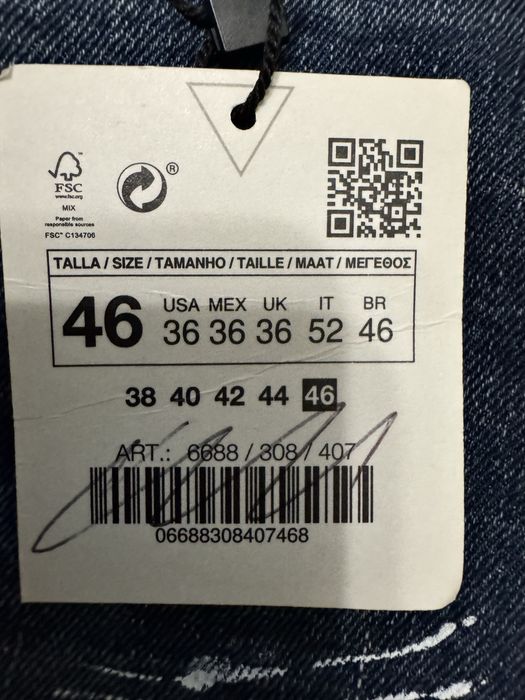 FSC
www.fsc.org
MIX
Paper from
responsible sources
FSC™ C134706
®
TALLA / SIZE / TAMANHO / TAILLE / MAAT / ΜΕΓΕΘΟΣ
46
USA MEX UK IT BR
36 36 36 52 46
38 40 42 44 46
ART.: 6688 / 308 / 407
06688308407468